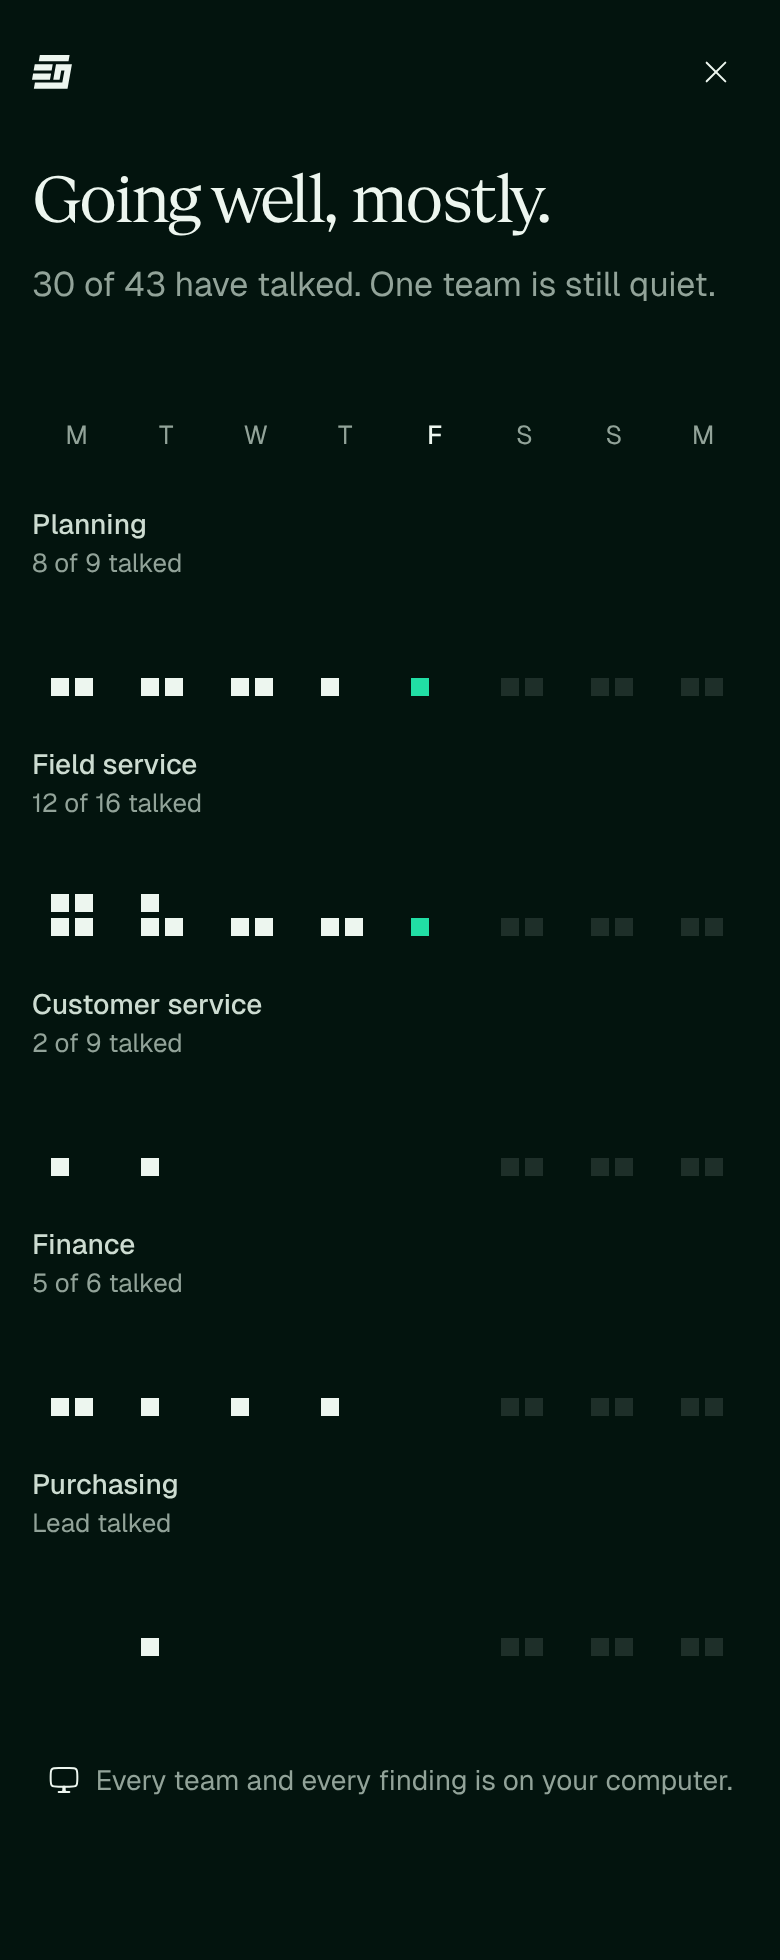 Going well, mostly.
30 of 43 have talked. One team is still quiet.
M T W T F S S M
Planning
8 of 9 talked
Field service
12 of 16 talked
Customer service
2 of 9 talked
Finance
5 of 6 talked
Purchasing
Lead talked
Every team and every finding is on your computer.